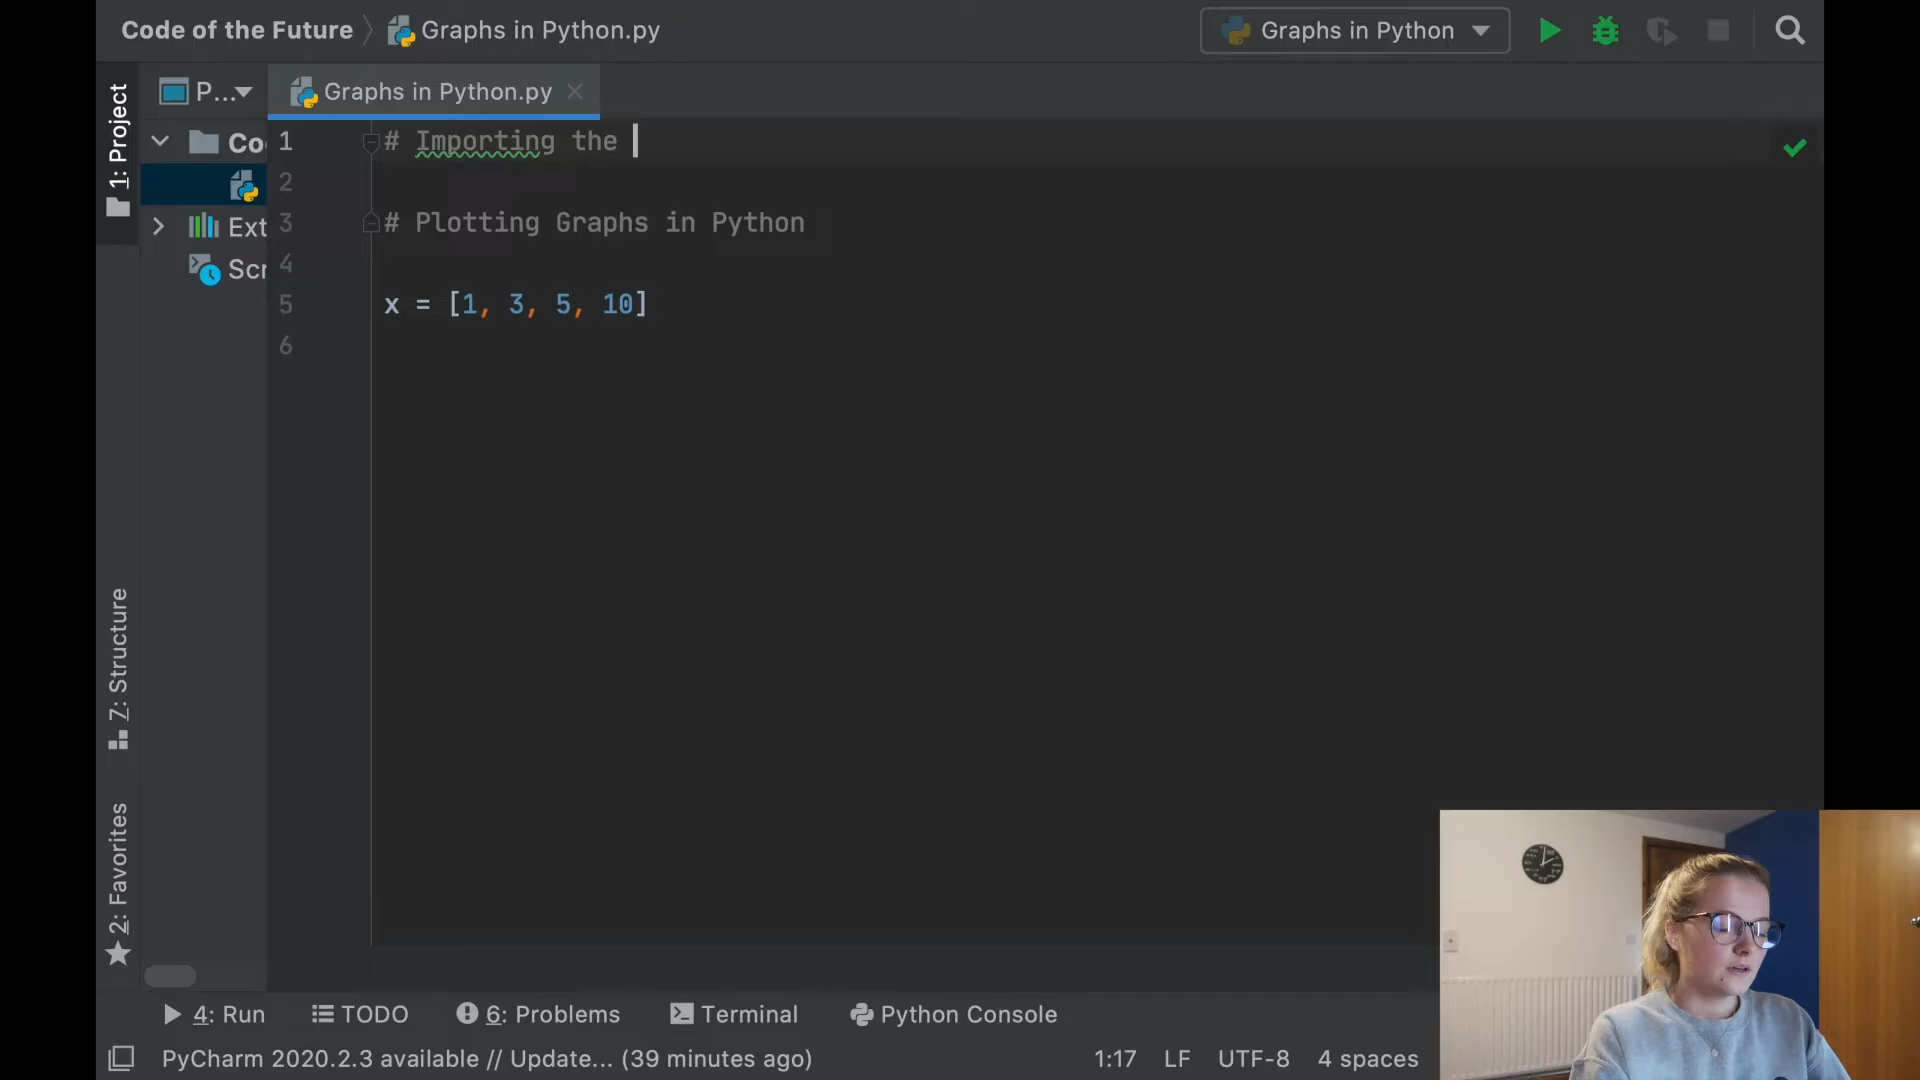 Code of the Future
Graphs in Python.py
Graphs in Python
1: Project
P...
Graphs in Python.py
Co
Ext
Scr
1 # Importing the
2
3 # Plotting Graphs in Python
4
5 x = [1, 3, 5, 10]
6
7: Structure
2: Favorites
4: Run
TODO
6: Problems
Terminal
Python Console
PyCharm 2020.2.3 available // Update... (39 minutes ago)
1:17
LF
UTF-8
4 spaces